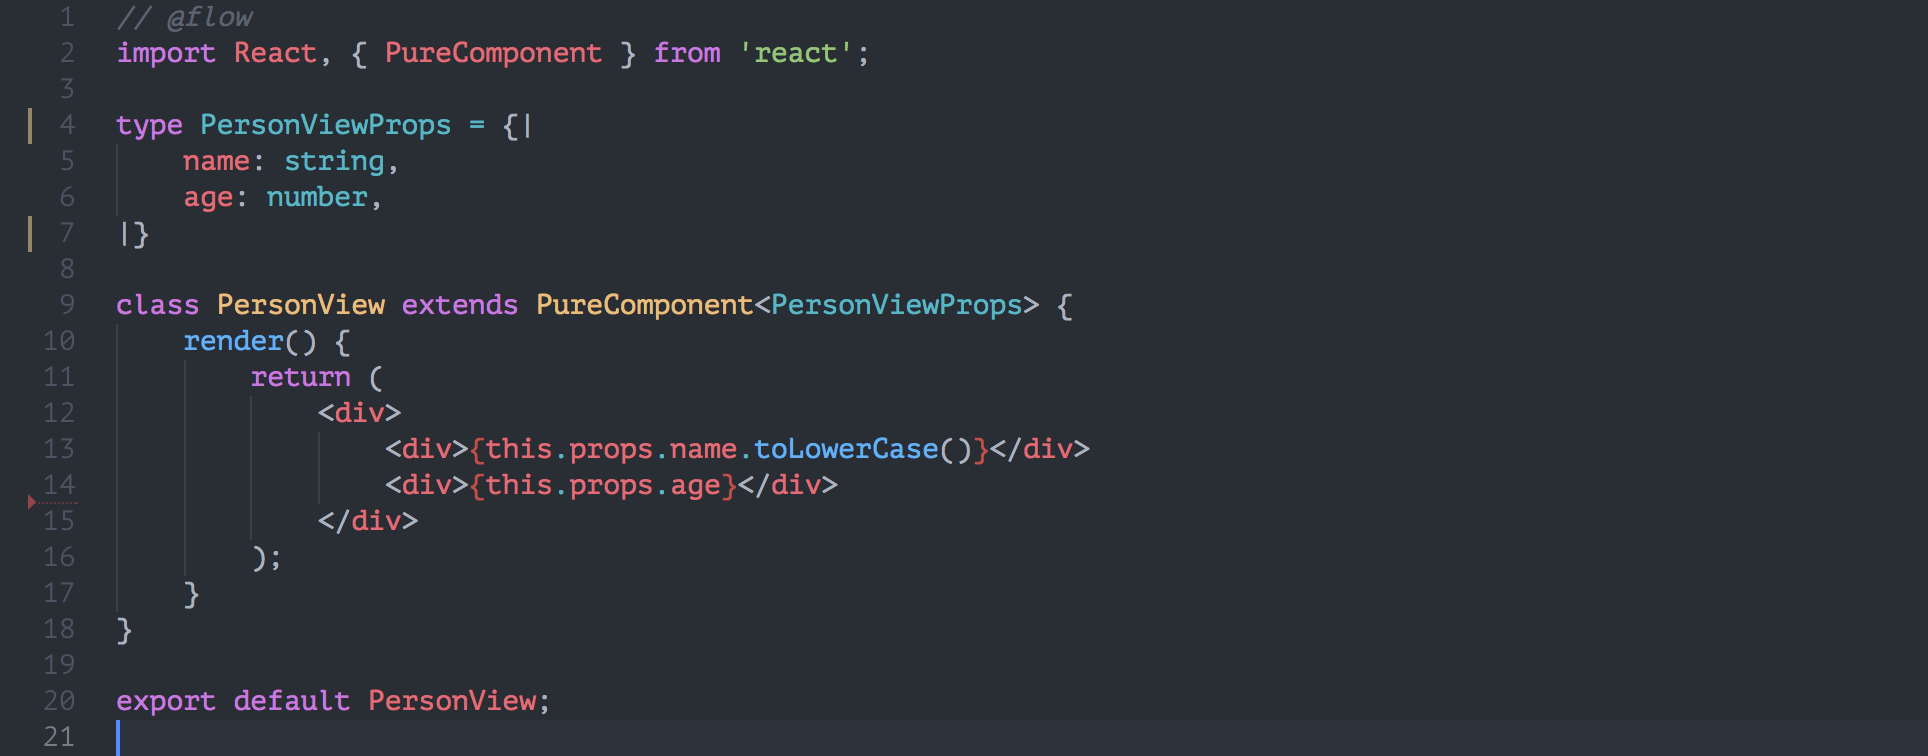 1 // @flow
2 import React, { PureComponent } from 'react';
3
4 type PersonViewProps = {|
5     name: string,
6     age: number,
7 |}
8
9 class PersonView extends PureComponent<PersonViewProps> {
10     render() {
11         return (
12             <div>
13                 <div>{this.props.name.toLowerCase()}</div>
14                 <div>{this.props.age}</div>
15             </div>
16         );
17     }
18 }
19
20 export default PersonView;
21